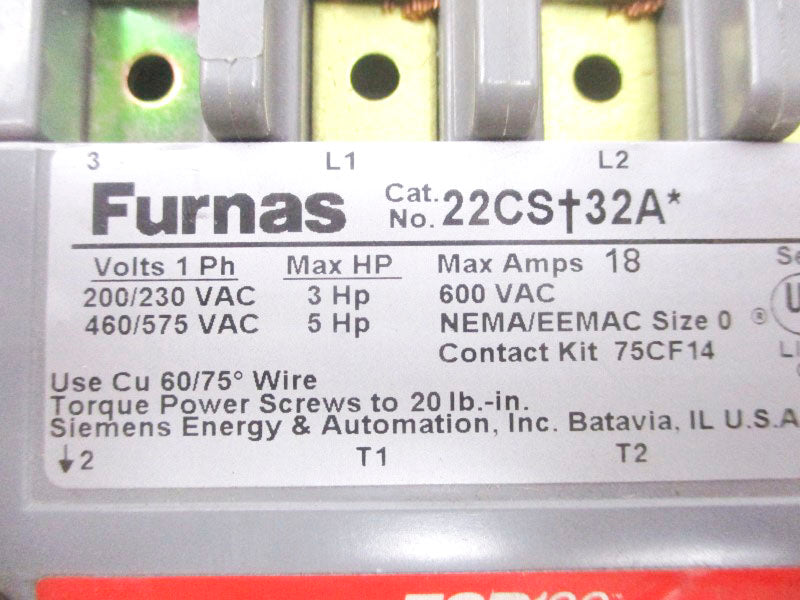 3 L1 L2
Furnas Cat. No. 22CS†32A*
Volts 1 Ph Max HP Max Amps 18
200/230 VAC 3 Hp 600 VAC
460/575 VAC 5 Hp NEMA/EEMAC Size 0 ®
Contact Kit 75CF14
Use Cu 60/75° Wire
Torque Power Screws to 20 lb.-in.
Siemens Energy & Automation, Inc. Batavia, IL U.S.A
↓2 T1 T2